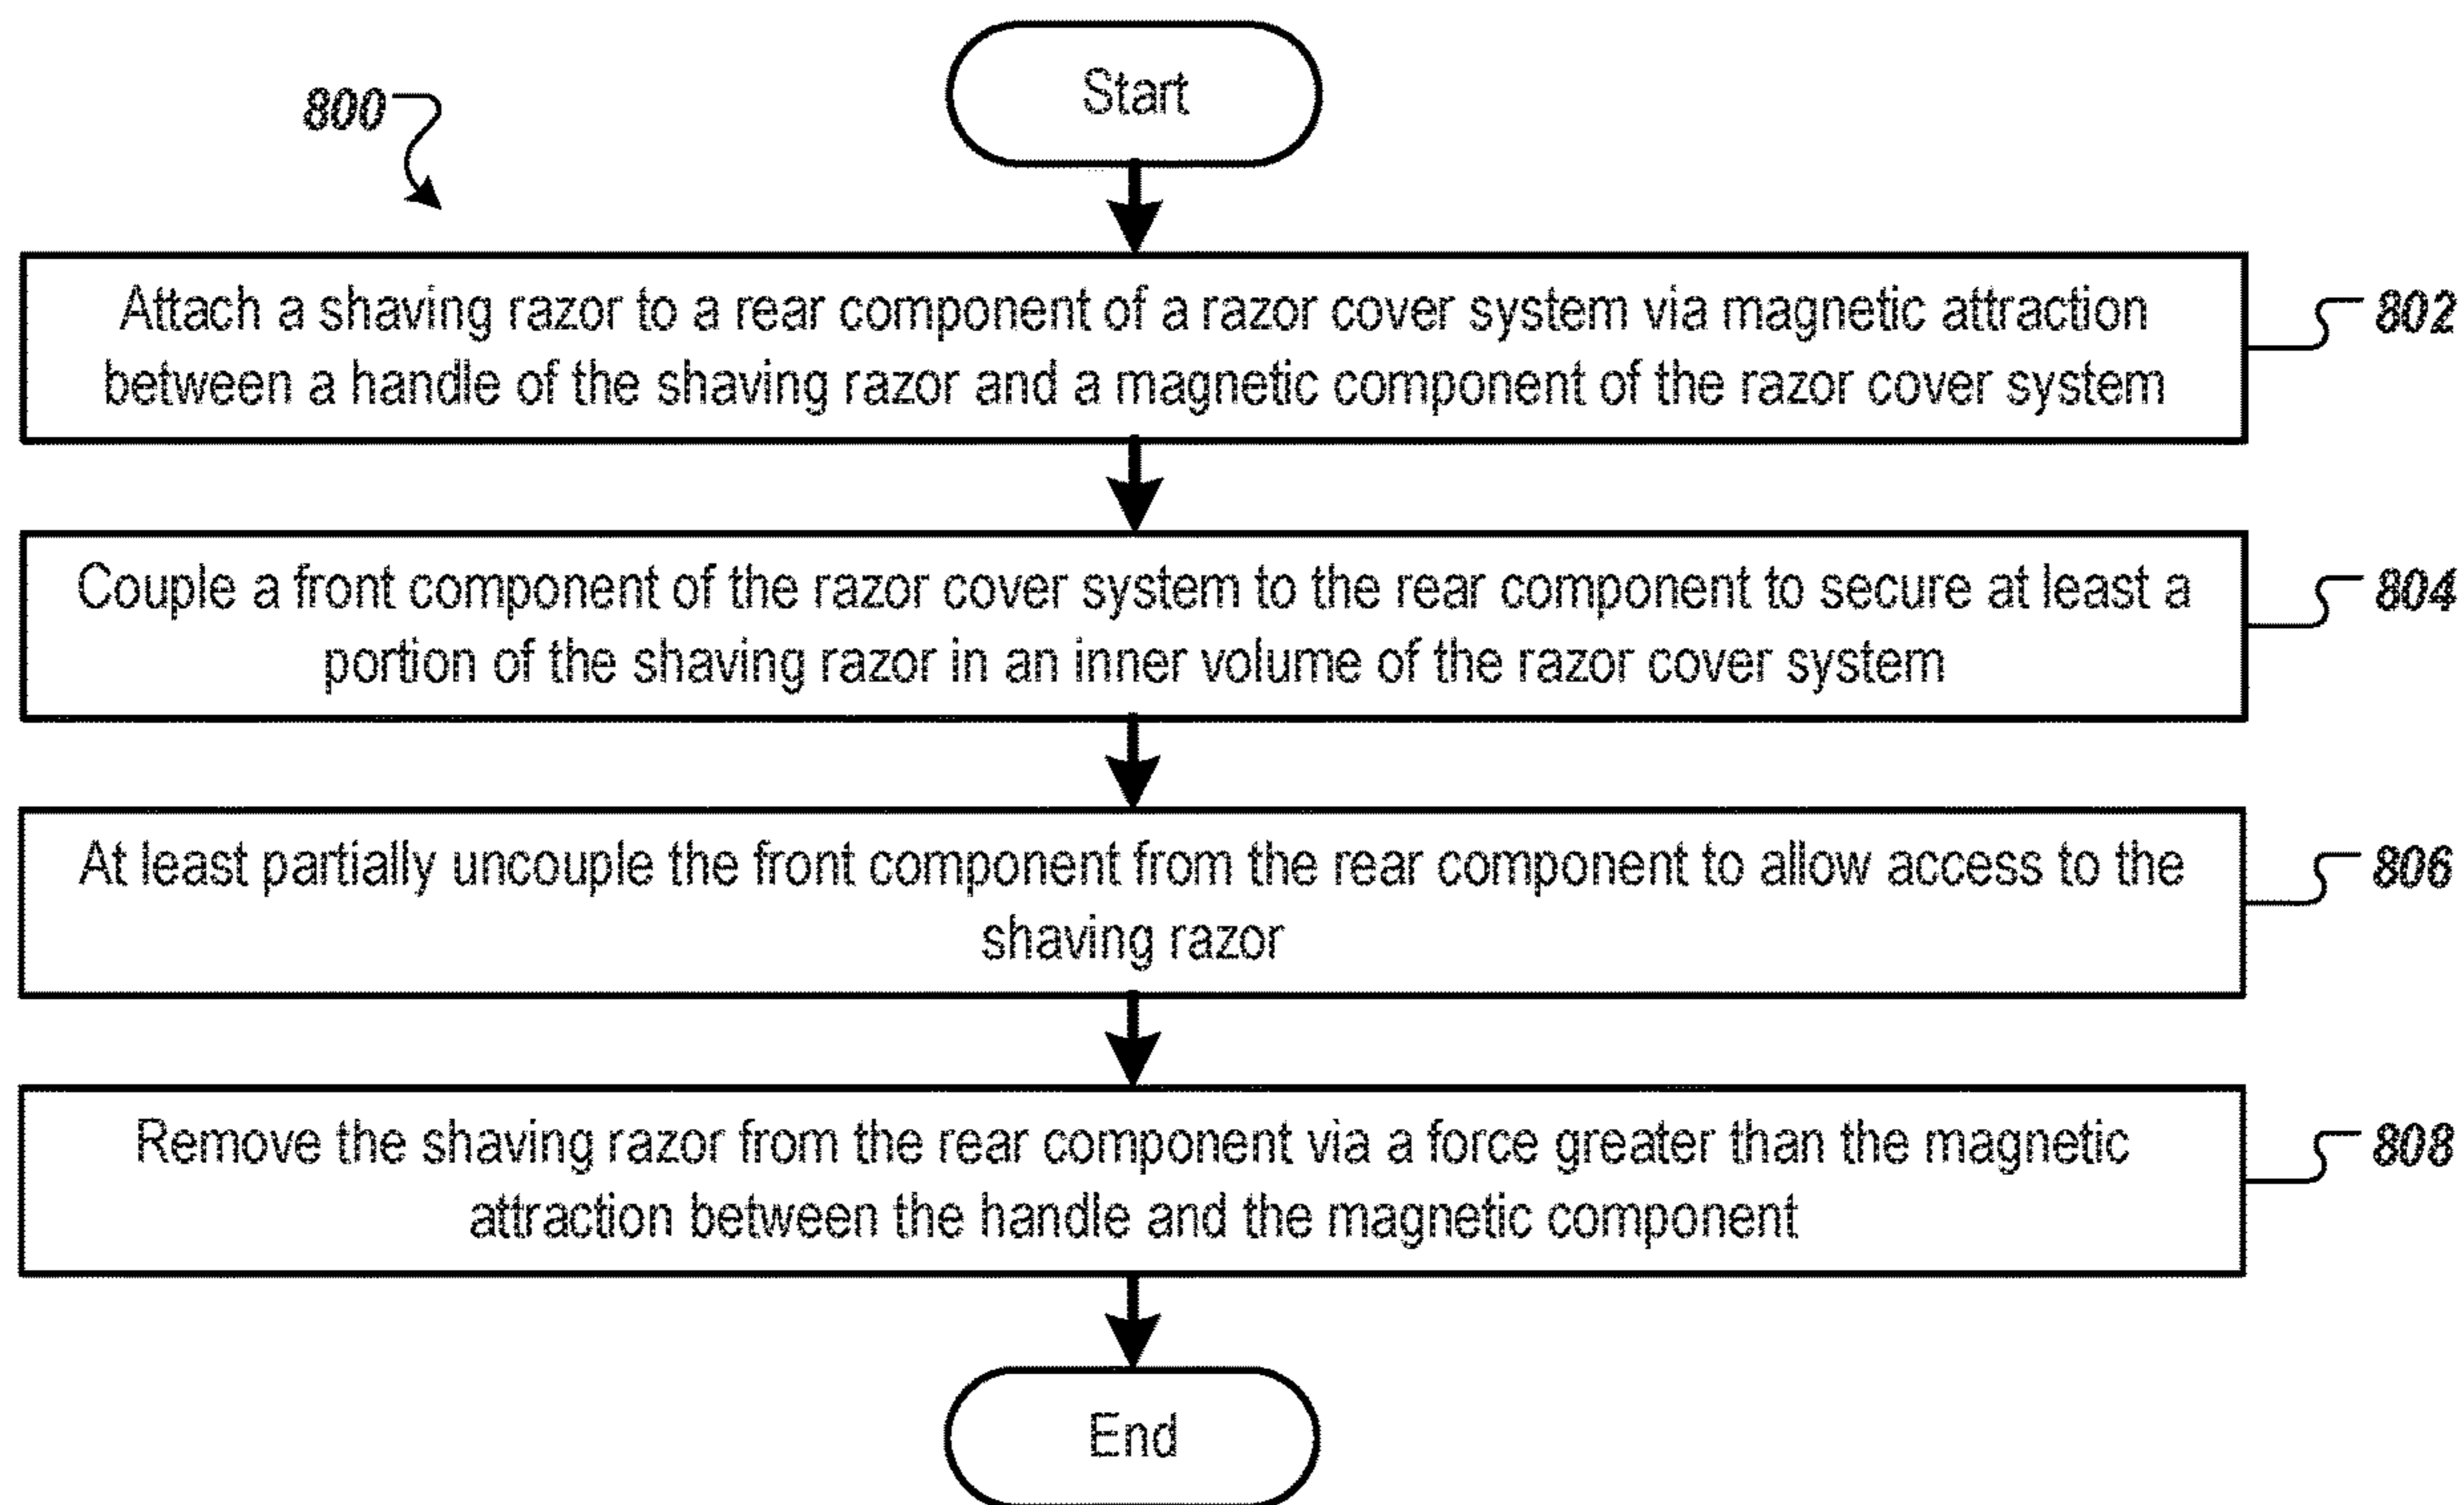 Start
800
Attach a shaving razor to a rear component of a razor cover system via magnetic attraction
between a handle of the shaving razor and a magnetic component of the razor cover system
802
Couple a front component of the razor cover system to the rear component to secure at least a
portion of the shaving razor in an inner volume of the razor cover system
804
At least partially uncouple the front component from the rear component to allow access to the
shaving razor
806
Remove the shaving razor from the rear component via a force greater than the magnetic
attraction between the handle and the magnetic component
808
End